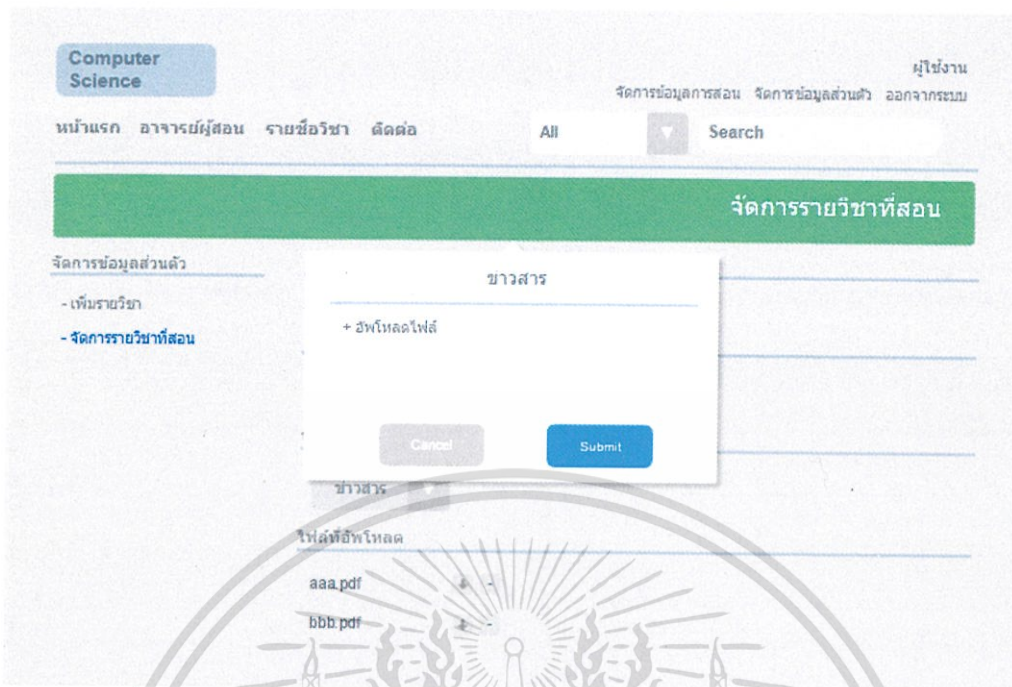 Computer
Science
ผู้ใช้งาน
จัดการข้อมูลการสอน จัดการข้อมูลส่วนตัว ออกจากระบบ
หน้าแรก อาจารย์ผู้สอน รายชื่อวิชา ติดต่อ All Search
จัดการรายวิชาที่สอน
จัดการข้อมูลส่วนตัว
- เพิ่มรายวิชา
- จัดการรายวิชาที่สอน
ข่าวสาร
+ อัพโหลดไฟล์
Cancel Submit
ข่าวสาร
ไฟล์ที่อัพโหลด
aaa.pdf -
bbb.pdf -